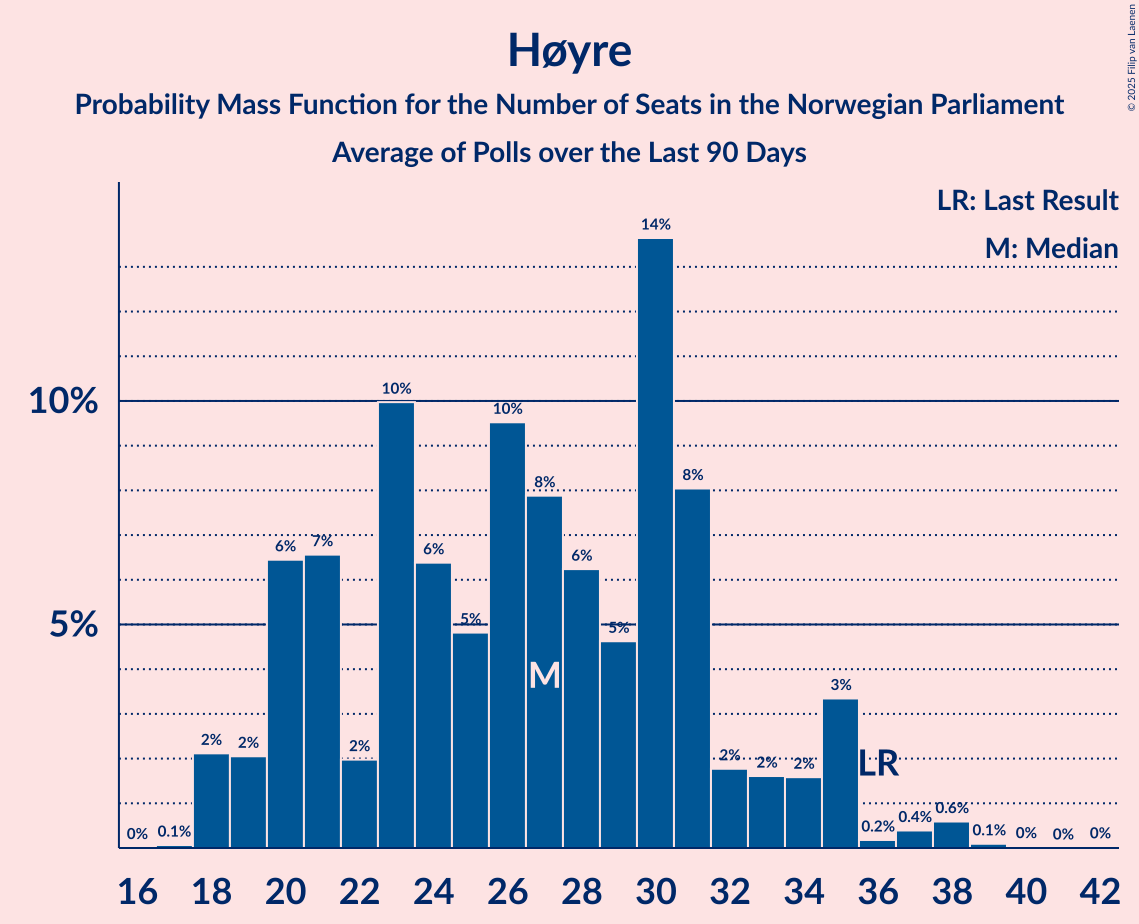 © 2025 Filip van Laenen
Høyre
Probability Mass Function for the Number of Seats in the Norwegian Parliament
Average of Polls over the Last 90 Days
LR: Last Result
M: Median
10%
5%
0% 0.1% 2% 2% 6% 7% 2% 10% 6% 5% 10% 8% 6% 5% 14% 8% 2% 2% 2% 3% 0.2% 0.4% 0.6% 0.1% 0% 0% 0%
M
LR
16 18 20 22 24 26 28 30 32 34 36 38 40 42